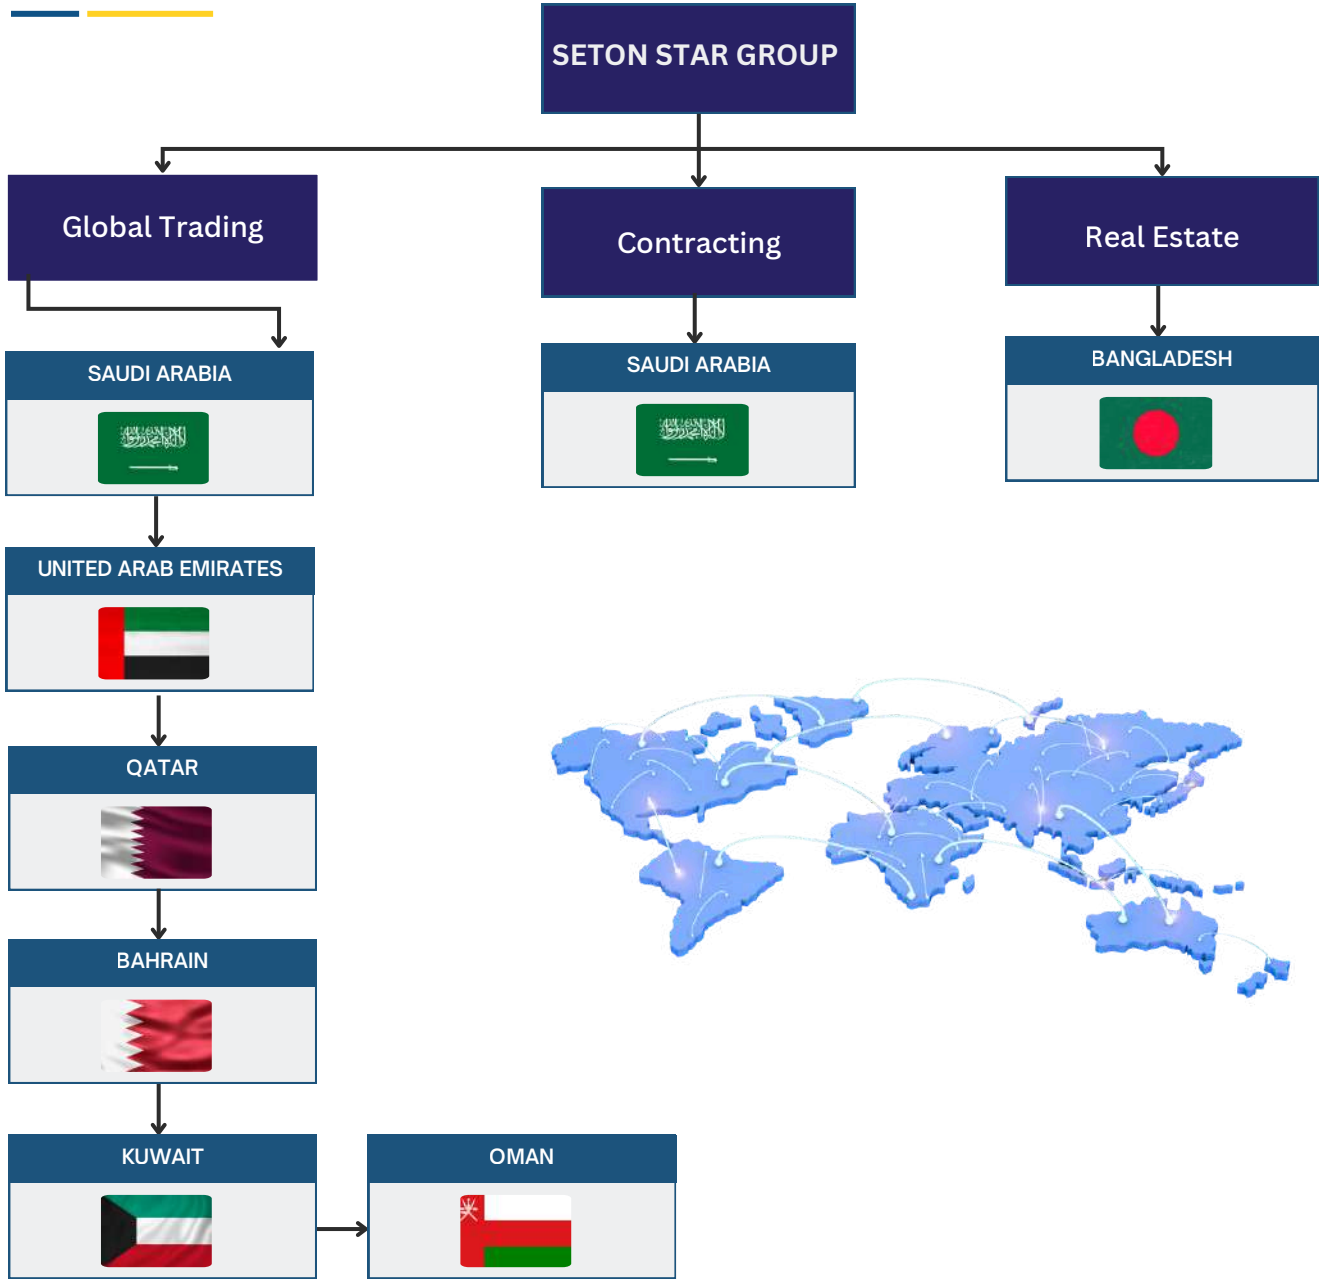 SETON STAR GROUP
Global Trading
Contracting
Real Estate
SAUDI ARABIA
SAUDI ARABIA
BANGLADESH
UNITED ARAB EMIRATES
QATAR
BAHRAIN
KUWAIT
OMAN